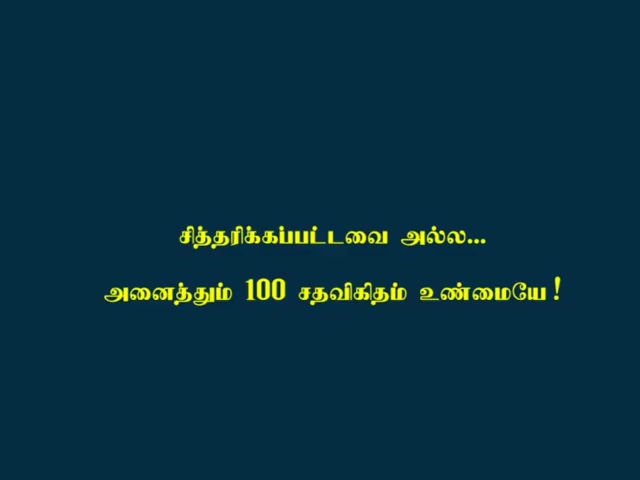 சித்தரிக்கப்பட்டவை அல்ல...
அனைத்தும் 100 சதவிகிதம் உண்மையே!